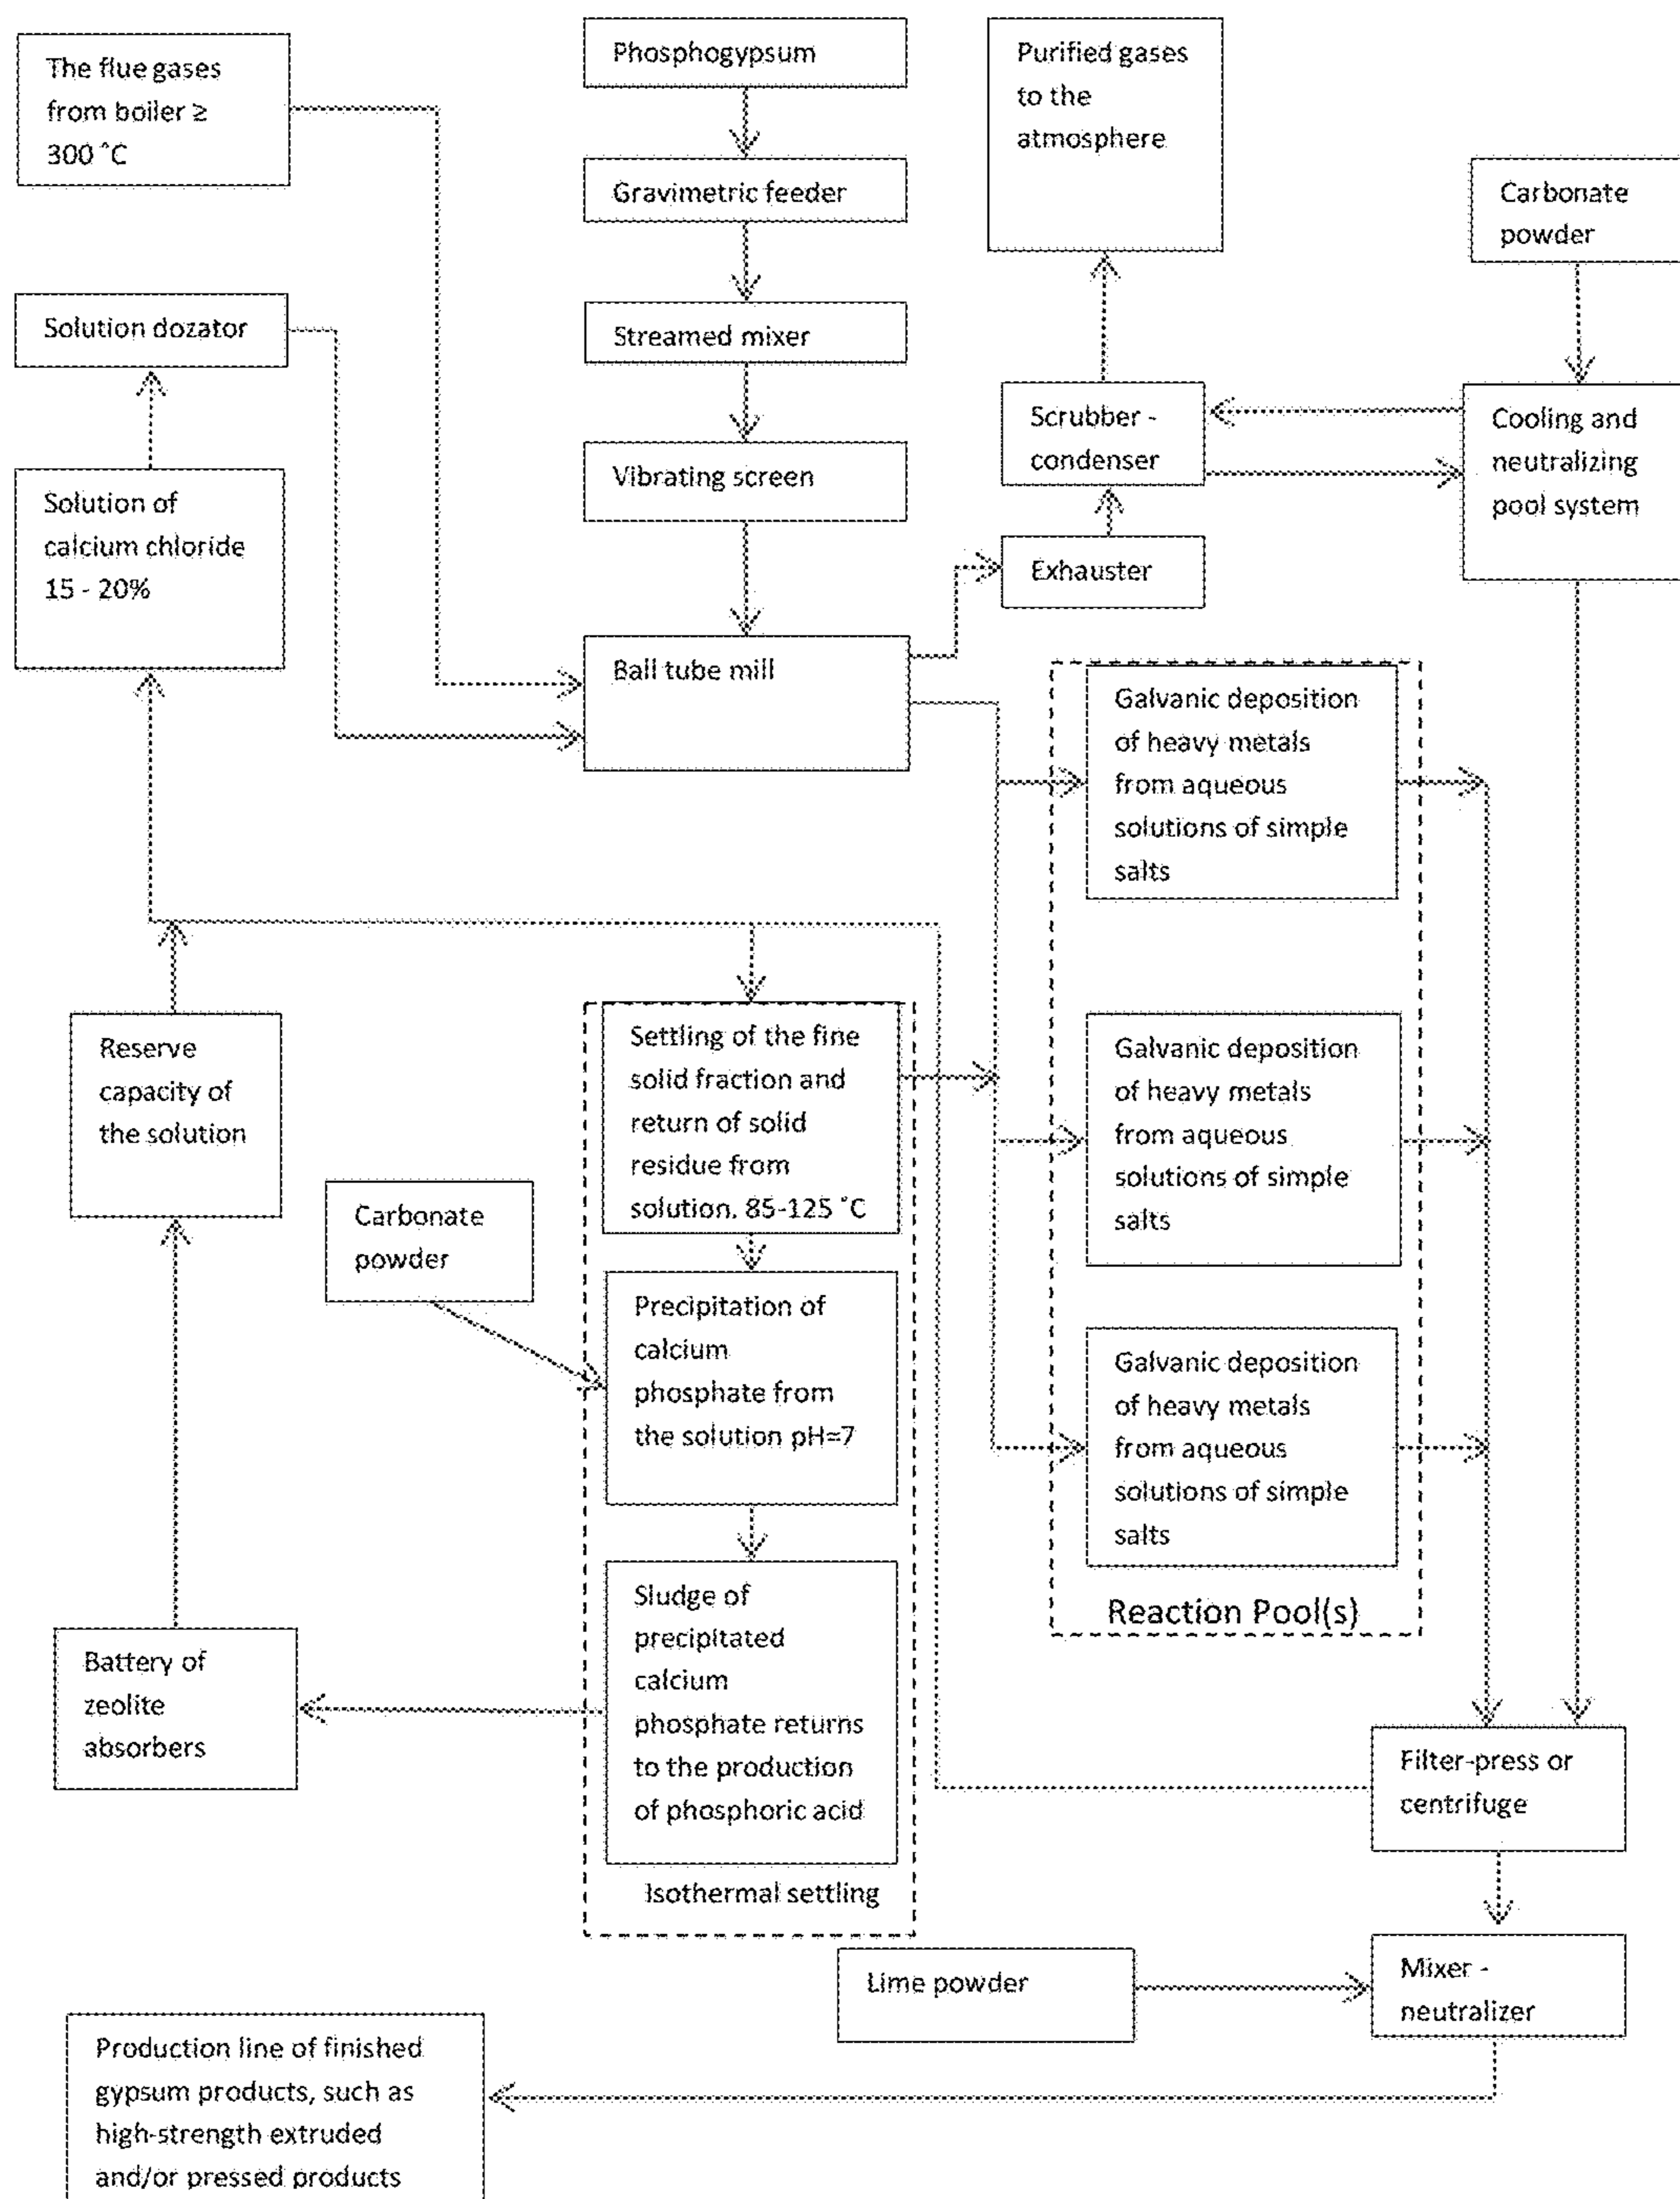 The flue gases
from boiler ≥
300 ˚C
Phosphogypsum
Purified gases
to the
atmosphere
Gravimetric feeder
Carbonate
powder
Solution dozator
Streamed mixer
Scrubber -
condenser
Cooling and
neutralizing
pool system
Vibrating screen
Solution of
calcium chloride
15 - 20%
Exhauster
Ball tube mill
Galvanic deposition
of heavy metals
from aqueous
solutions of simple
salts
Reserve
capacity of
the solution
Settling of the fine
solid fraction and
return of solid
residue from
solution. 85-125 ˚C
Galvanic deposition
of heavy metals
from aqueous
solutions of simple
salts
Carbonate
powder
Precipitation of
calcium
phosphate from
the solution pH=7
Galvanic deposition
of heavy metals
from aqueous
solutions of simple
salts
Reaction Pool(s)
Battery of
zeolite
absorbers
Sludge of
precipitated
calcium
phosphate returns
to the production
of phosphoric acid
Isothermal settling
Filter-press or
centrifuge
Lime powder
Mixer -
neutralizer
Production line of finished
gypsum products, such as
high-strength extruded
and/or pressed products